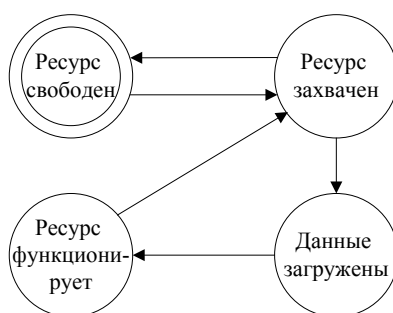 Ресурс
свободен
Ресурс
захвачен
Ресурс
функциони-
рует
Данные
загружены